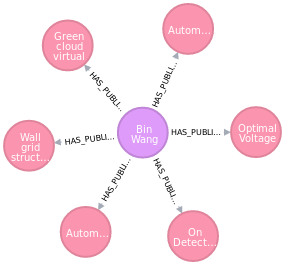 Green
cloud
virtual
Autom...
HAS_PUBLI...
HAS_PUBLI...
Wall
grid
struct...
HAS_PUBLI...
Bin
Wang
HAS_PUBLI...
Optimal
Voltage
HAS_PUBLI...
HAS_PUBLI...
Autom...
On
Detect...